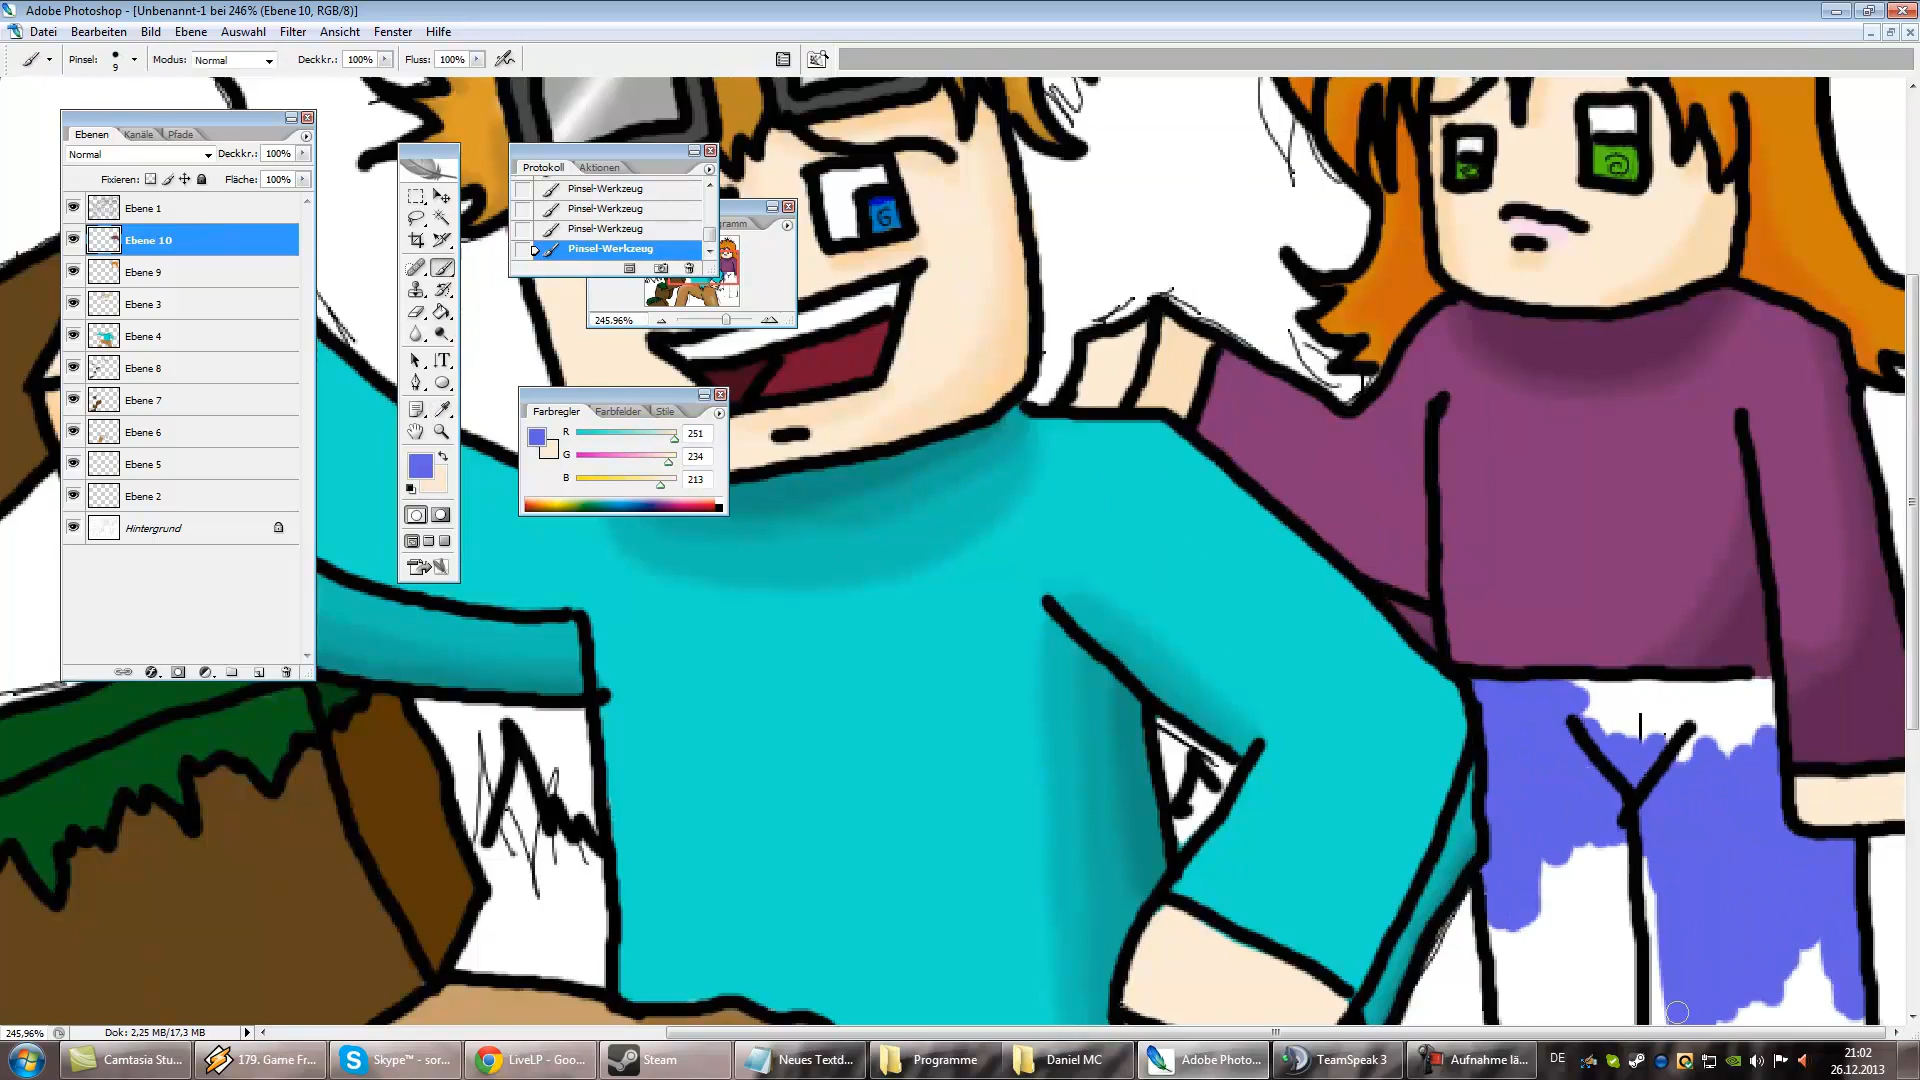 Adobe Photoshop - [Unbenannt-1 bei 246% (Ebene 10, RGB/8)]
Datei Bearbeiten Bild Ebene Auswahl Filter Ansicht Fenster Hilfe
Pinsel: 9 Modus: Normal Deckkr.: 100% Fluss: 100%
Ebenen Kanäle Pfade
Normal Deckkr.: 100%
Fixieren: Fläche: 100%
Ebene 1
Ebene 10
Ebene 9
Ebene 3
Ebene 4
Ebene 8
Ebene 7
Ebene 6
Ebene 5
Ebene 2
Hintergrund
T
Protokoll Aktionen
Pinsel-Werkzeug
Pinsel-Werkzeug
Pinsel-Werkzeug
Pinsel-Werkzeug
245.96%
Farbregler Farbfelder Stile
R 251
G 234
B 213
245.96% Dok: 2,25 MB/17,3 MB
Camtasia Stu... 179. Game Fr... Skype™ - sor... LiveLP - Goo... Steam Neues Textd... Programme Daniel MC Adobe Photo... TeamSpeak 3 Aufnahme lä... DE 21:02
26.12.2013